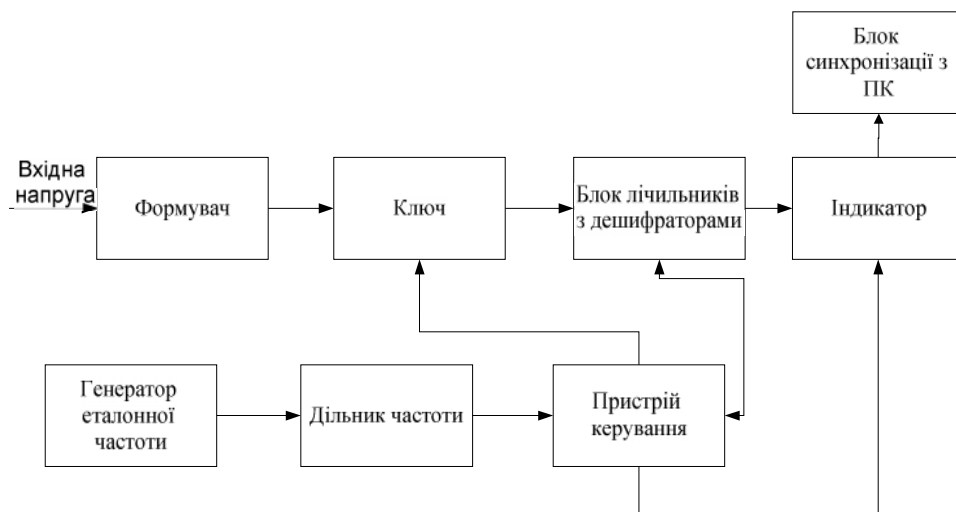 Блок
синхронізації з
ПК
Вхідна
напруга
Формувач
Ключ
Блок лічильників
з дешифраторами
Індикатор
Генератор
еталонної
частоти
Дільник частоти
Пристрій
керування